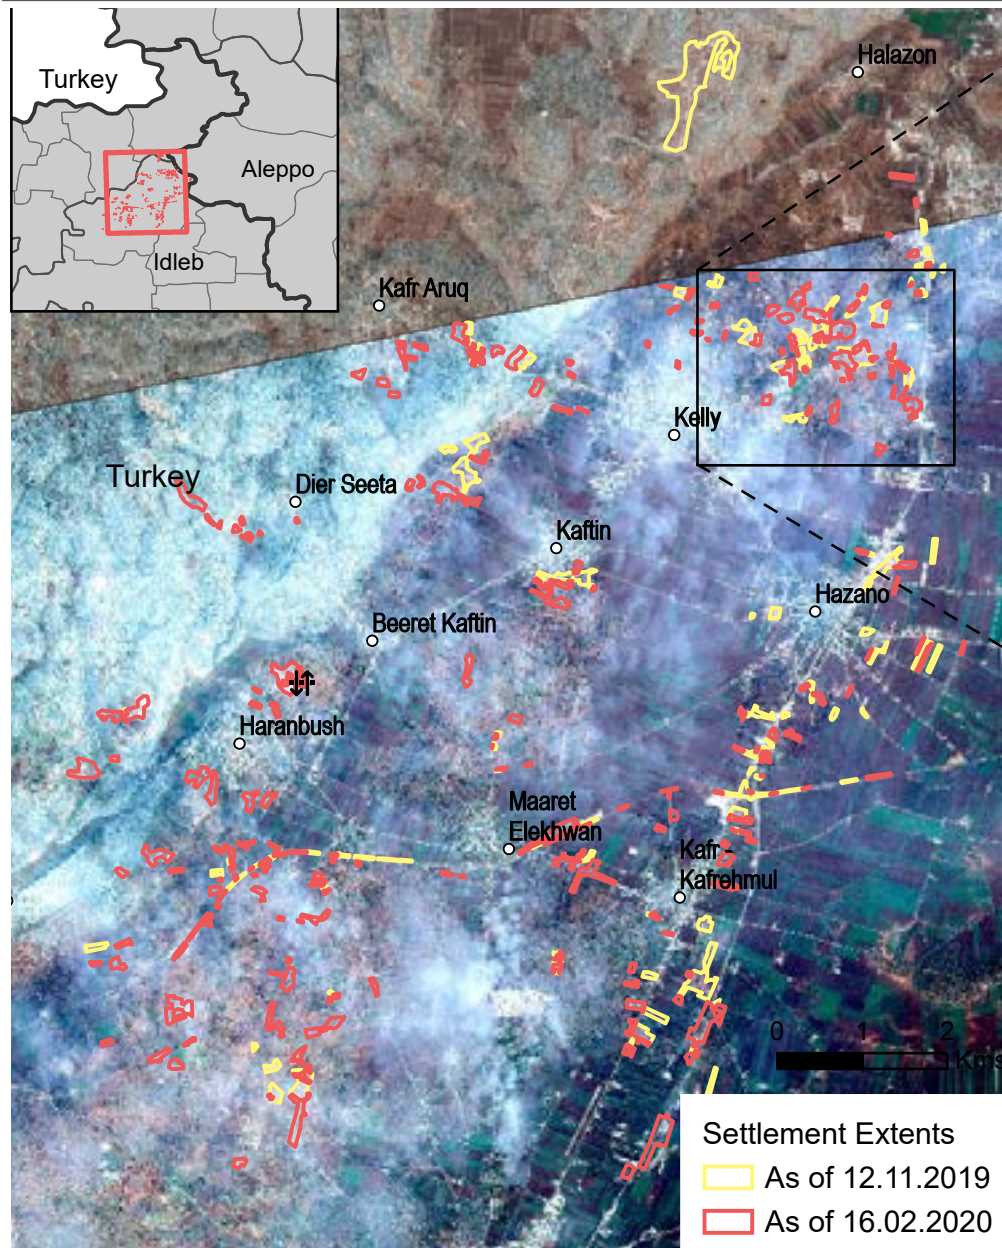 Turkey
Aleppo
Idleb
Halazon
Kafr Aruq
Kelly
Turkey
Dier Seeta
Kaftin
Hazano
Beeret Kaftin
Haranbush
Maaret
Elekhwan
Kafr -
Kafrehmul
0 1 2
Kms
Settlement Extents
As of 12.11.2019
As of 16.02.2020